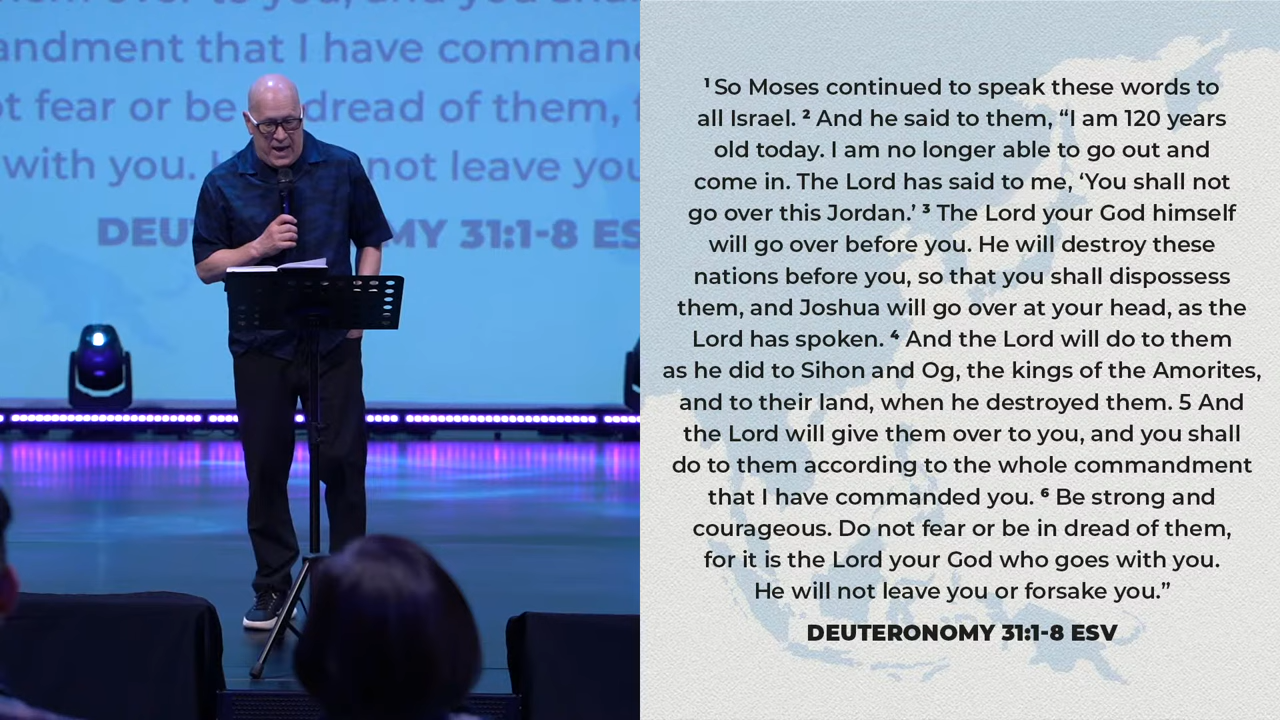 andment that I have comman
ot fear or be dread of them,
with you. not leave you
DEUT MY 31:1-8 ES
¹ So Moses continued to speak these words to
all Israel. ² And he said to them, “I am 120 years
old today. I am no longer able to go out and
come in. The Lord has said to me, ‘You shall not
go over this Jordan.’ ³ The Lord your God himself
will go over before you. He will destroy these
nations before you, so that you shall dispossess
them, and Joshua will go over at your head, as the
Lord has spoken. ⁴ And the Lord will do to them
as he did to Sihon and Og, the kings of the Amorites,
and to their land, when he destroyed them. 5 And
the Lord will give them over to you, and you shall
do to them according to the whole commandment
that I have commanded you. ⁶ Be strong and
courageous. Do not fear or be in dread of them,
for it is the Lord your God who goes with you.
He will not leave you or forsake you.”
DEUTERONOMY 31:1-8 ESV